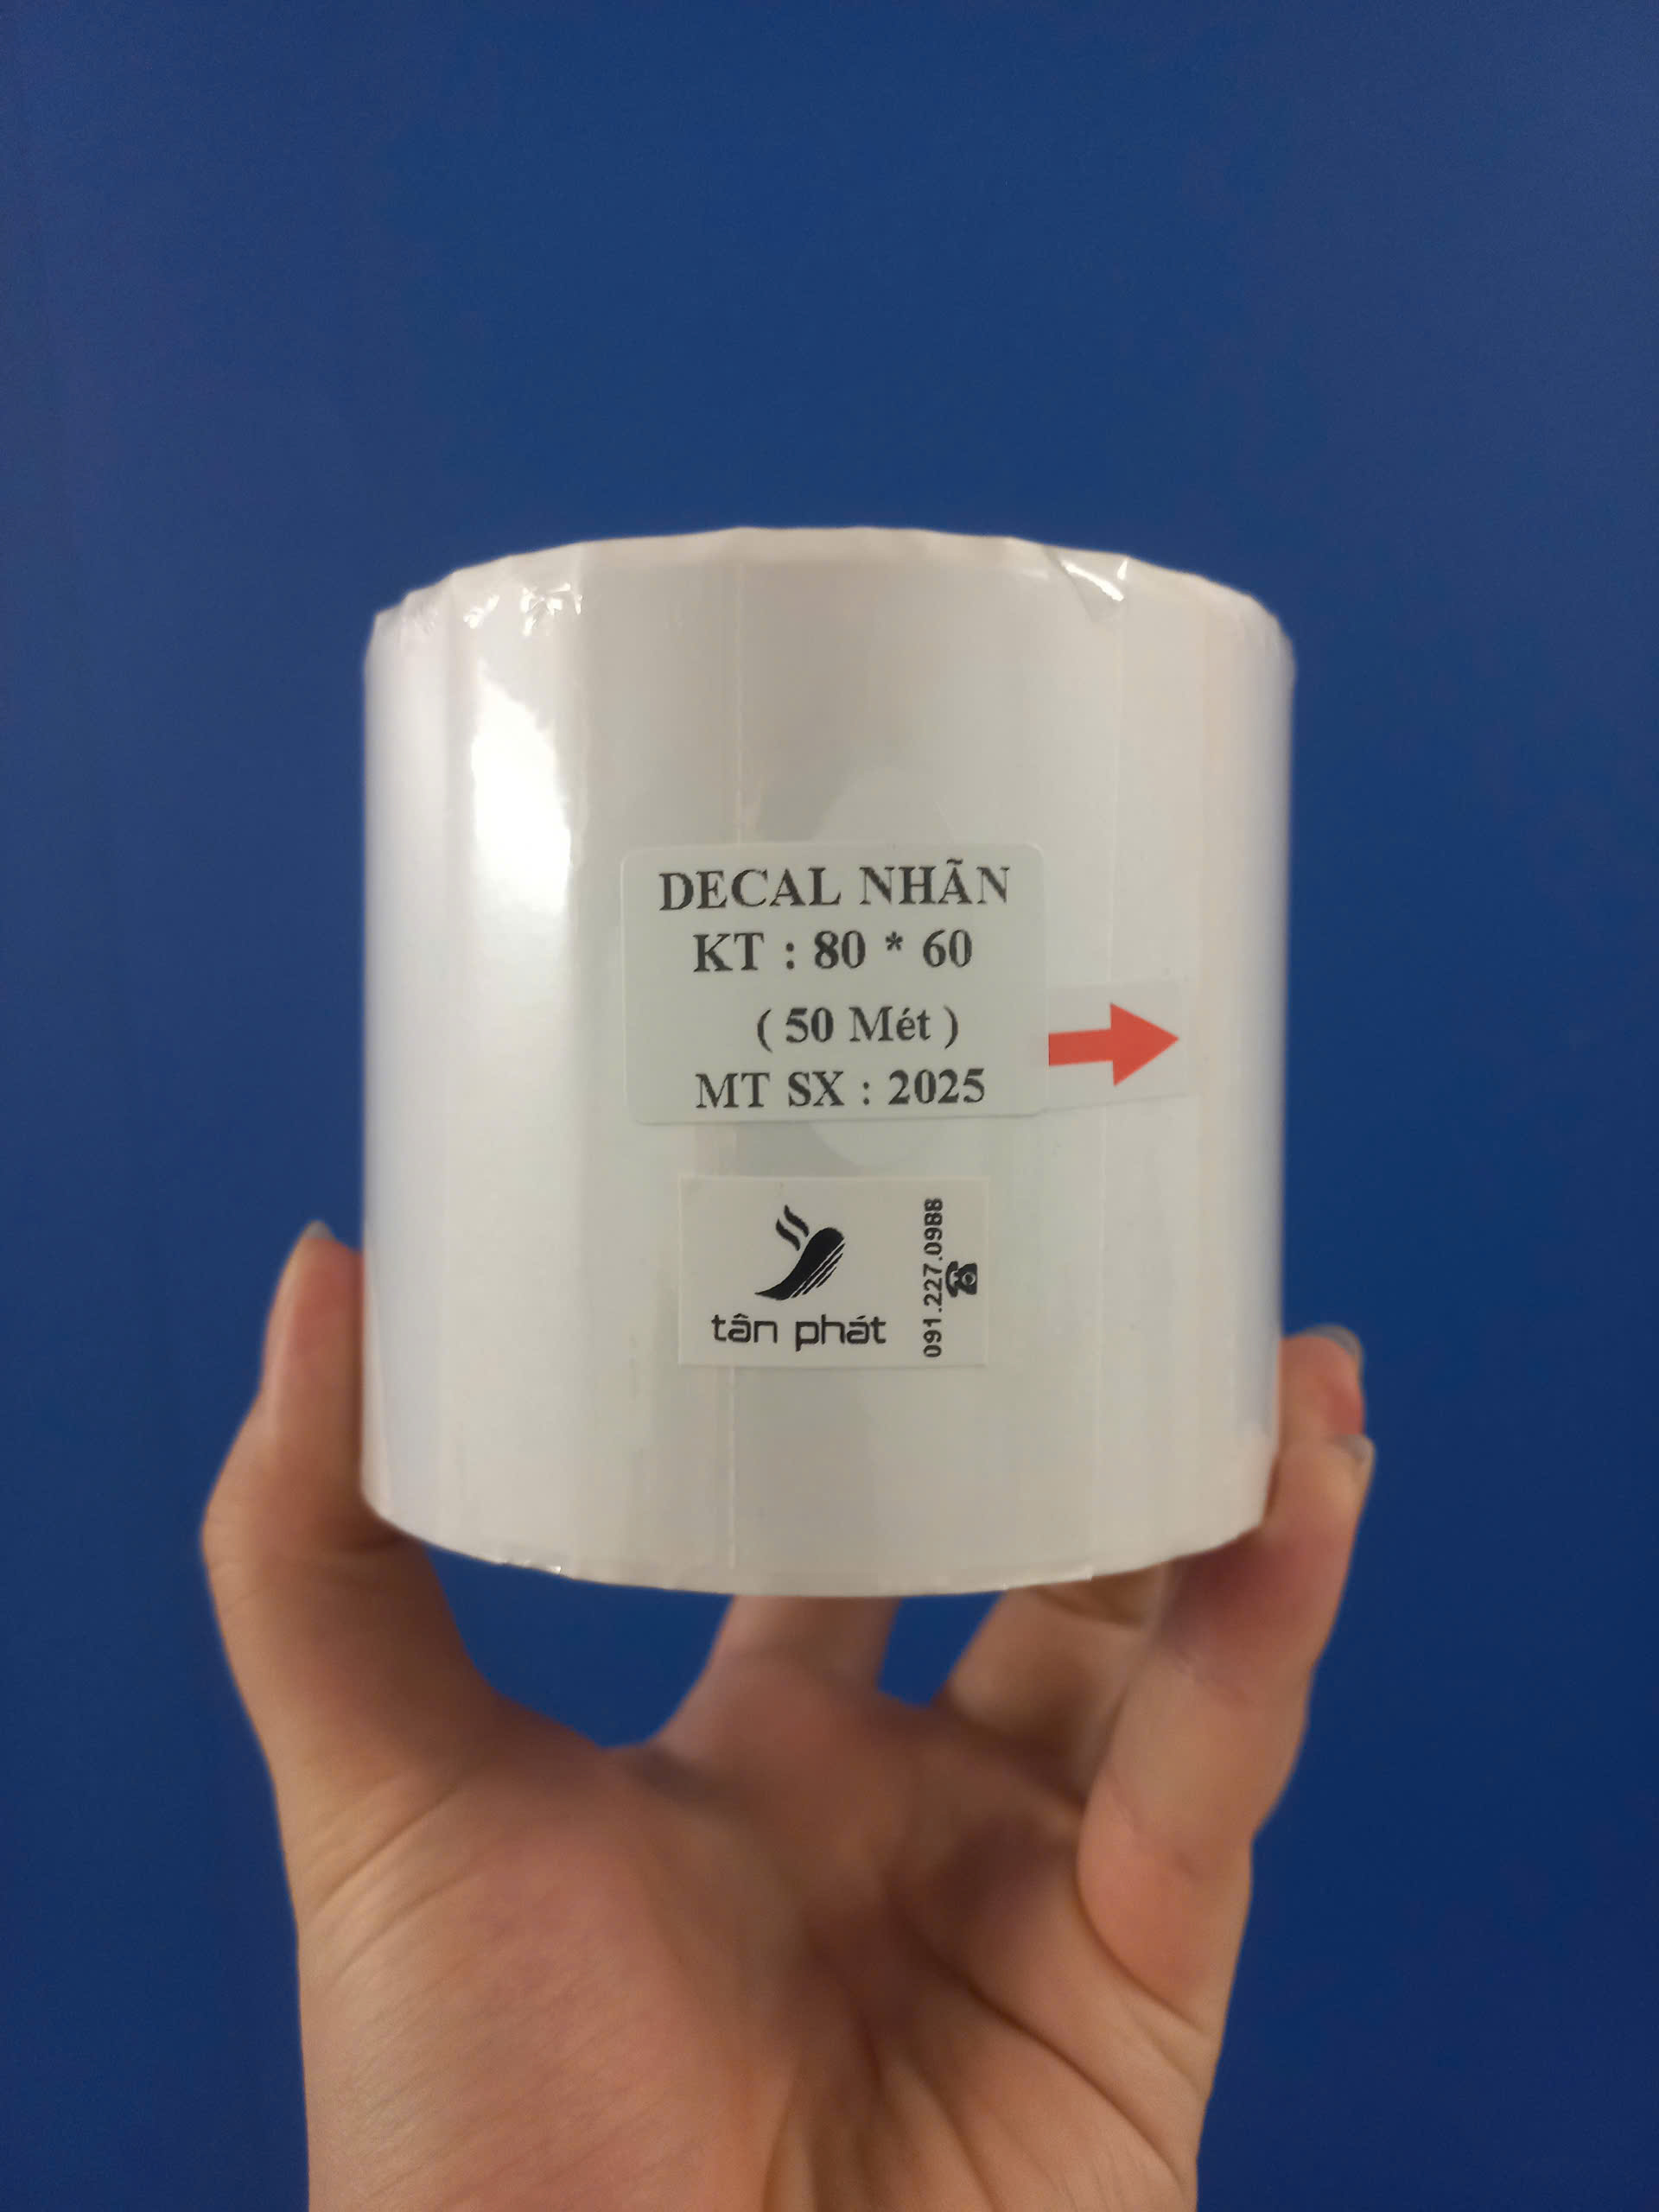 DECAL NHÃN
KT : 80 * 60
( 50 Mét )
MT SX : 2025
tân phát
091.227.0988